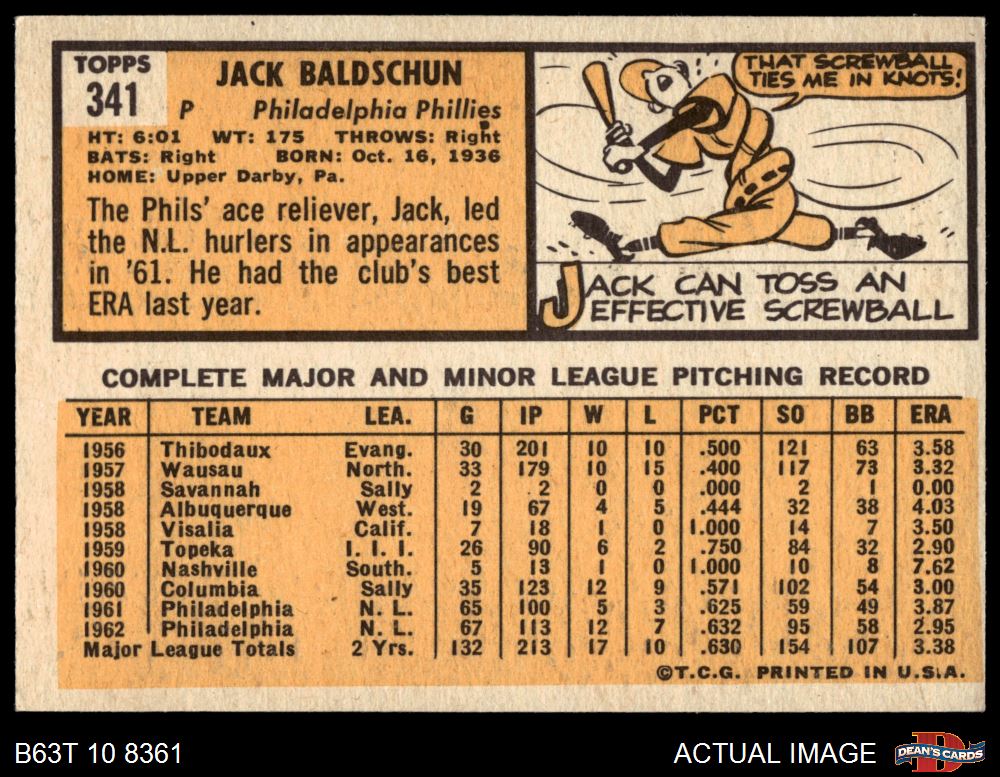 TOPPS
341
JACK BALDSCHUN
P Philadelphia Phillies
HT: 6:01 WT: 175 THROWS: Right
BATS: Right BORN: Oct. 16, 1936
HOME: Upper Darby, Pa.
The Phils' ace reliever, Jack, led
the N.L. hurlers in appearances
in '61. He had the club's best
ERA last year.
THAT SCREWBALL
TIES ME IN KNOTS!
JACK CAN TOSS AN
EFFECTIVE SCREWBALL
COMPLETE MAJOR AND MINOR LEAGUE PITCHING RECORD
YEAR TEAM LEA. G IP W L PCT SO BB ERA
1956 Thibodaux Evang. 30 201 10 10 .500 121 63 3.58
1957 Wausau North. 33 179 10 15 .400 117 73 3.32
1958 Savannah Sally 2 2 0 0 .000 2 1 0.00
1958 Albuquerque West. 19 67 4 5 .444 32 38 4.03
1958 Visalia Calif. 7 18 1 0 1.000 14 7 3.50
1959 Topeka I. I. I. 26 90 6 2 .750 84 32 2.90
1960 Nashville South. 5 13 1 0 1.000 10 8 7.62
1960 Columbia Sally 35 123 12 9 .571 102 54 3.00
1961 Philadelphia N. L. 65 100 5 3 .625 59 49 3.87
1962 Philadelphia N. L. 67 113 12 7 .632 95 58 2.95
Major League Totals 2 Yrs. 132 213 17 10 .630 154 107 3.38
©T.C.G. PRINTED IN U.S.A.
B63T 10 8361
ACTUAL IMAGE
D
DEAN'S CARDS